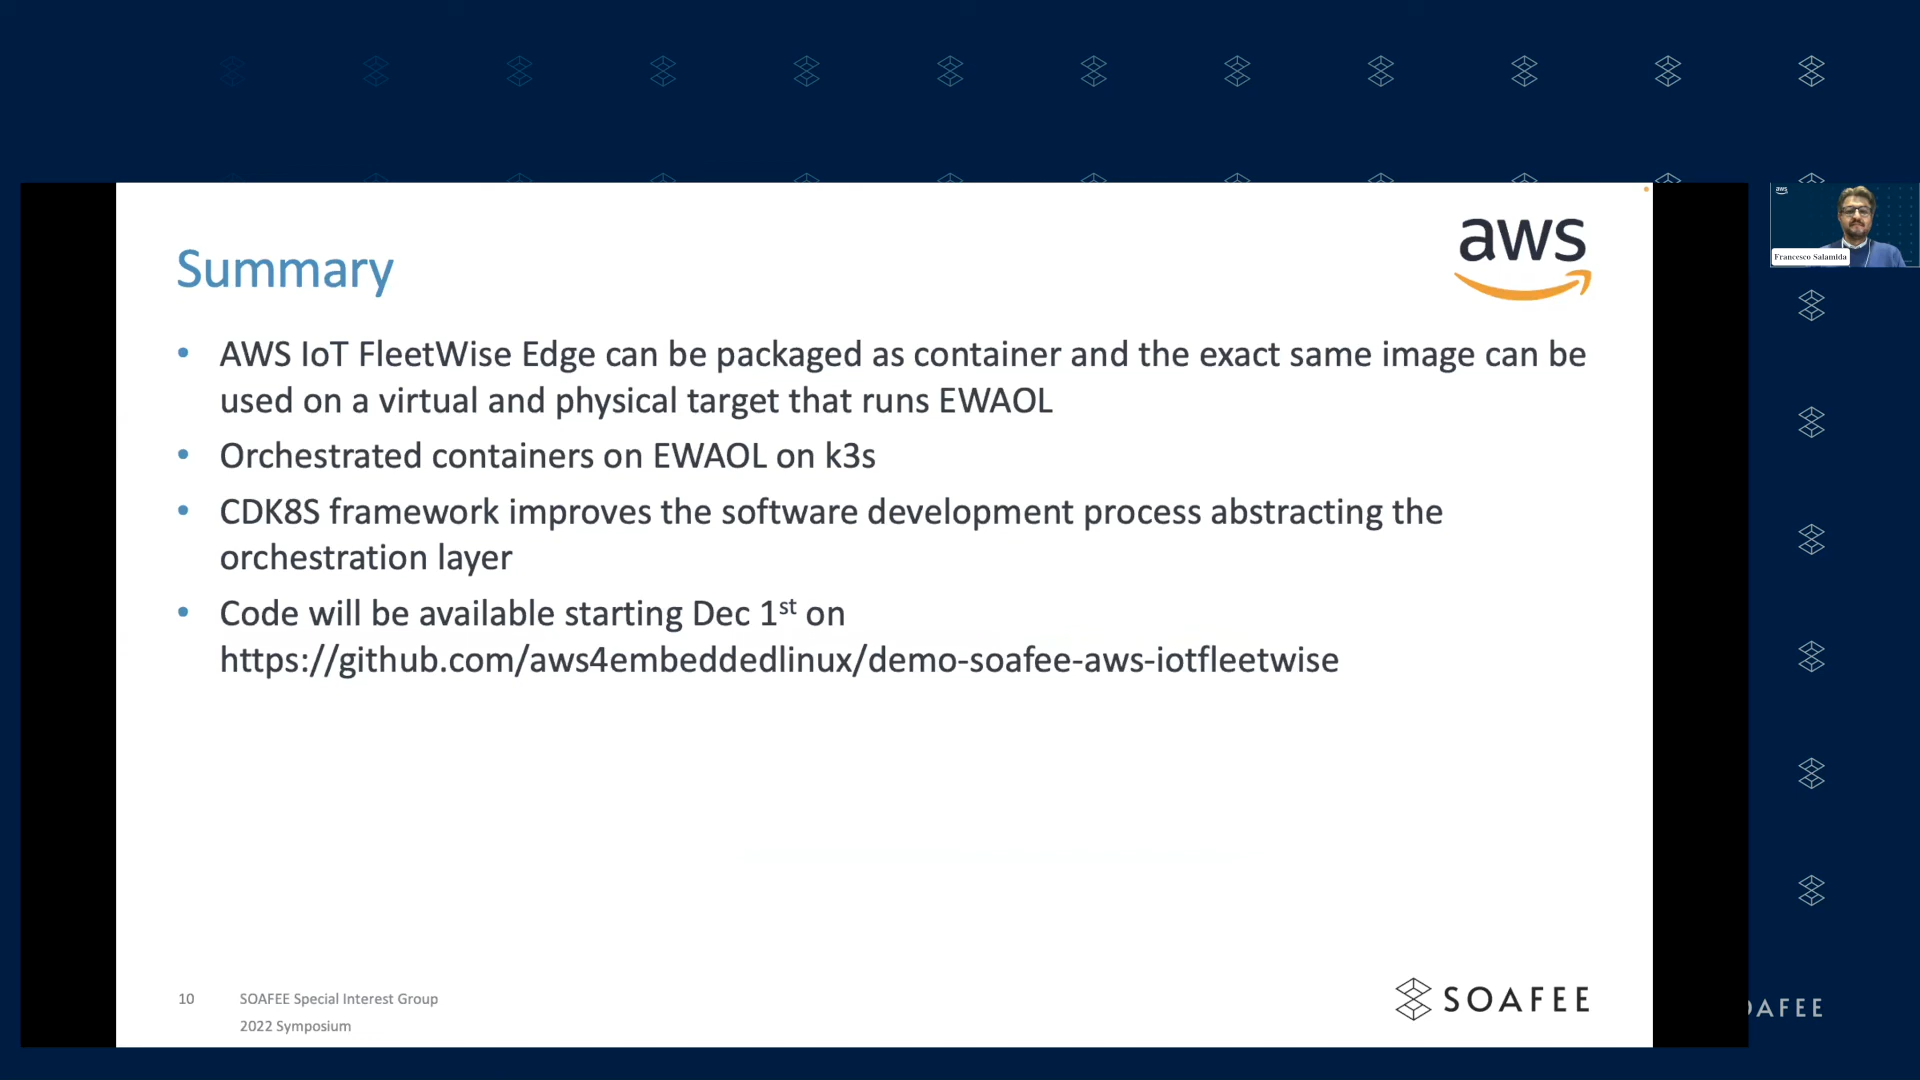 Summary
aws
• AWS IoT FleetWise Edge can be packaged as container and the exact same image can be
used on a virtual and physical target that runs EWAOL
• Orchestrated containers on EWAOL on k3s
• CDK8S framework improves the software development process abstracting the
orchestration layer
• Code will be available starting Dec 1st on
https://github.com/aws4embeddedlinux/demo-soafee-aws-iotfleetwise
10 SOAFEE Special Interest Group
2022 Symposium
SOAFEE
aws
Francesco Salamida
OAFEE